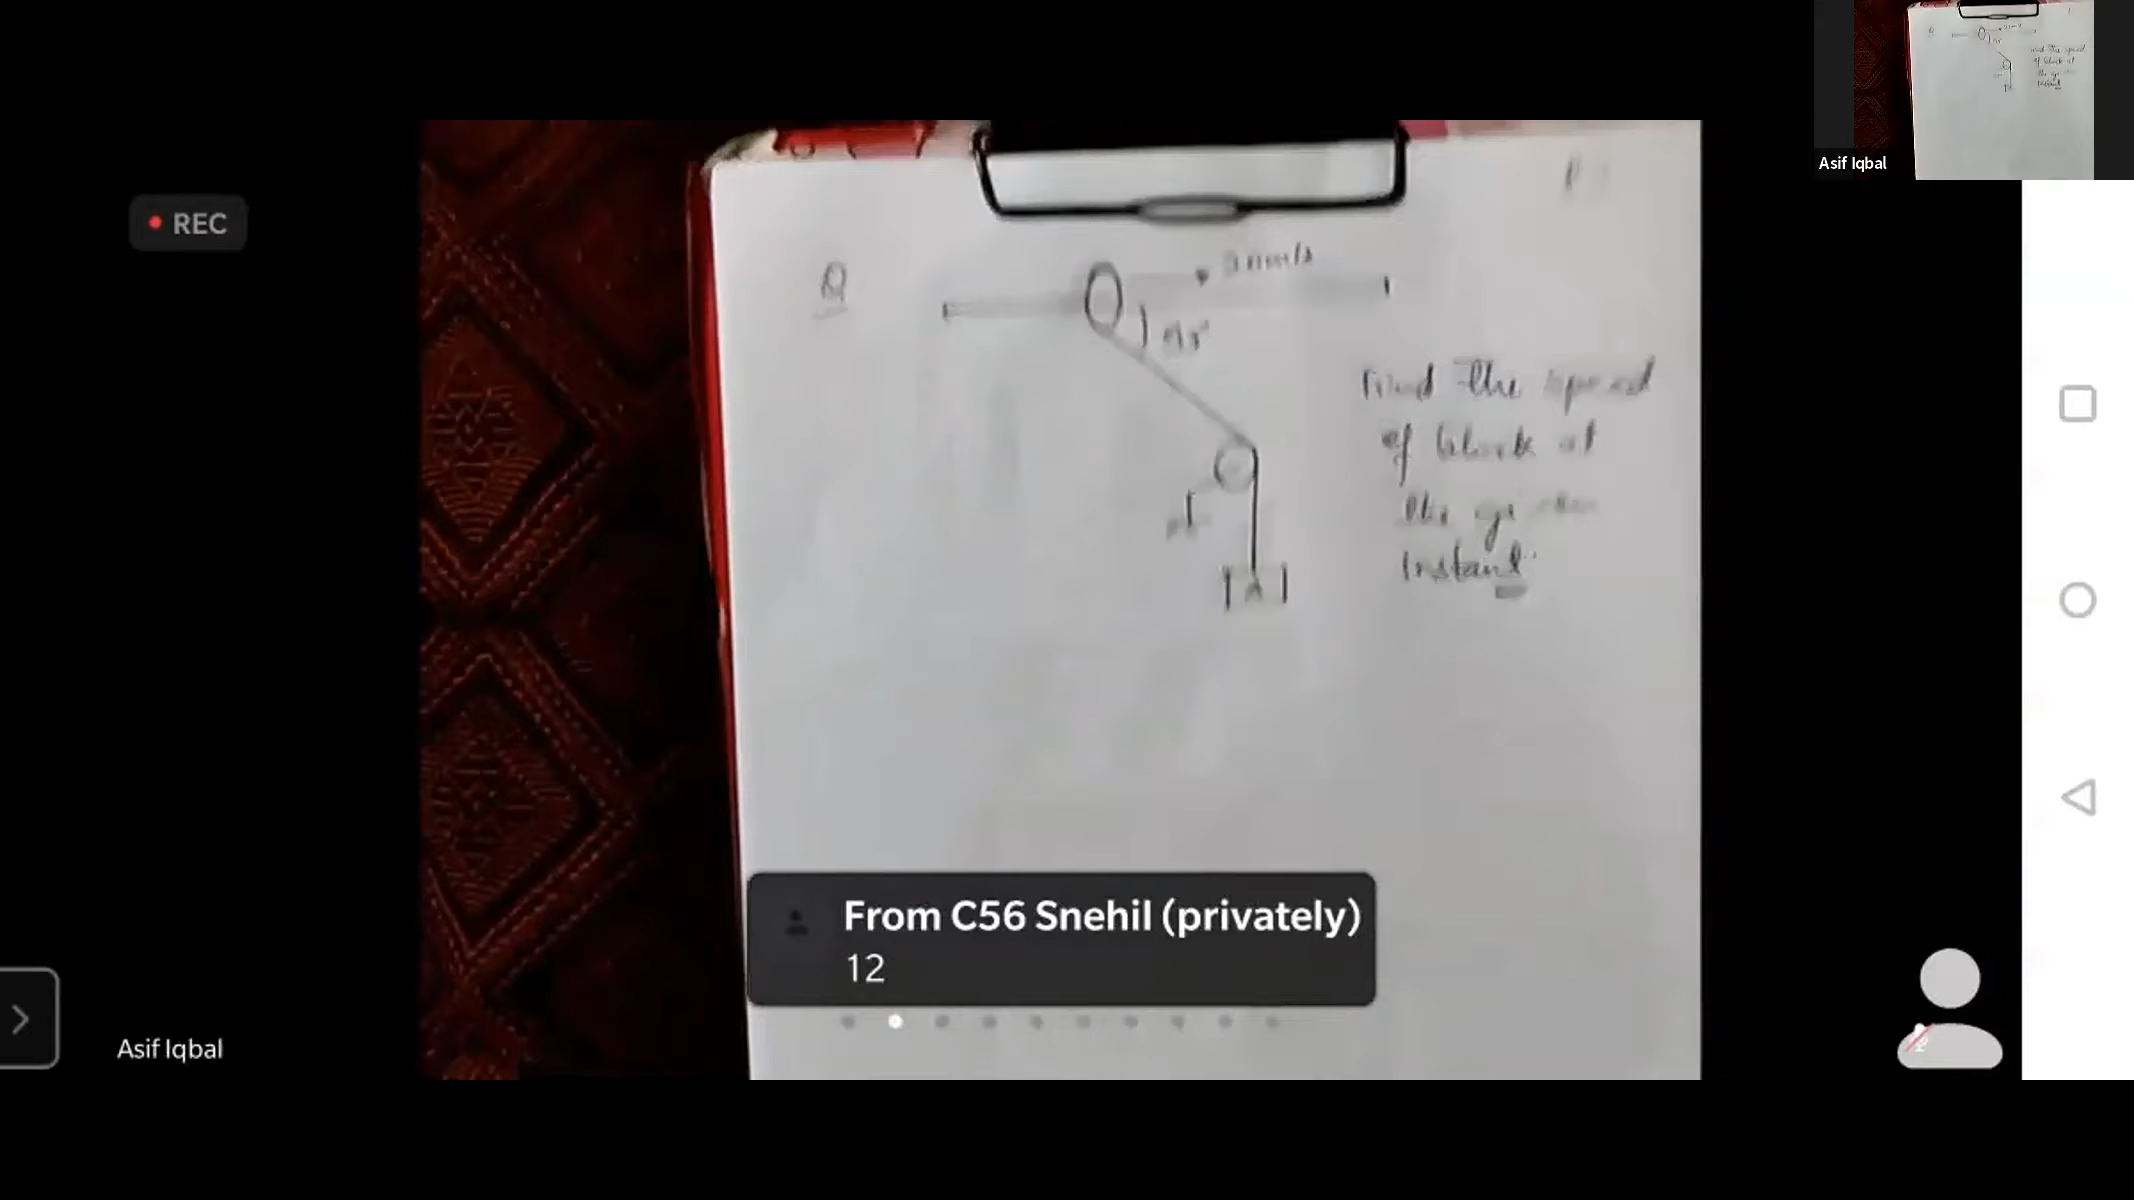 Asif Iqbal
REC
Q
Find the speed
of block at
the given
instant.
A
From C56 Snehil (privately)
12
Asif Iqbal